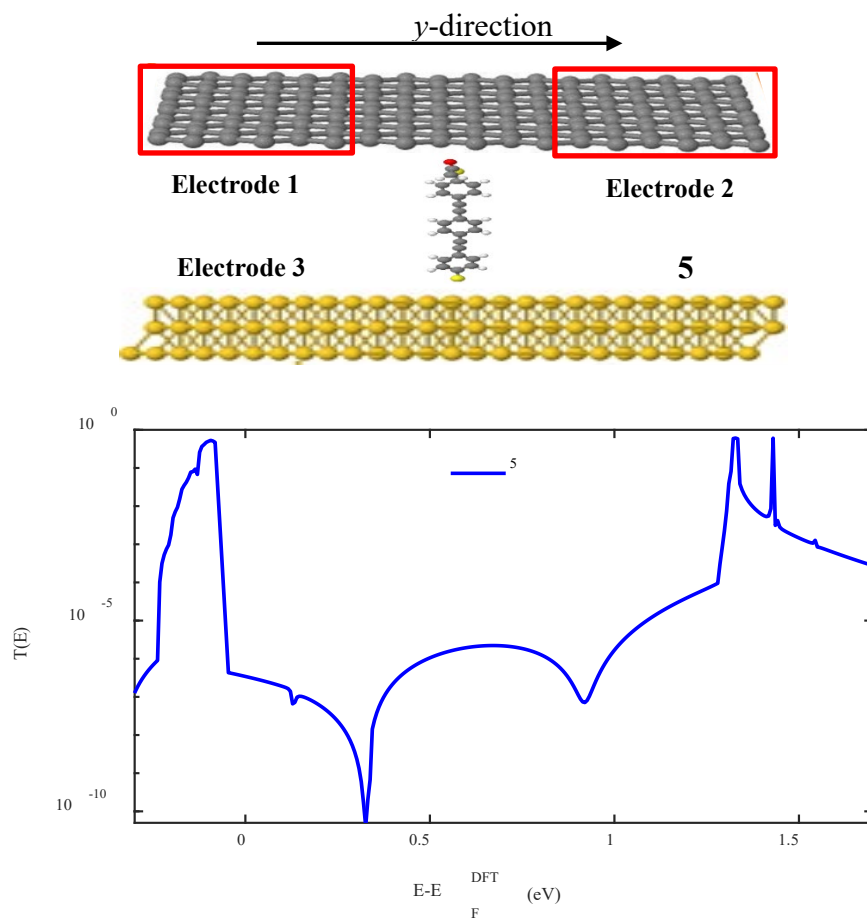 y-direction
Electrode 1
Electrode 2
Electrode 3
5
10 0
5
10 -5
T(E)
10 -10
0 0.5 1 1.5
E-E F DFT (eV)